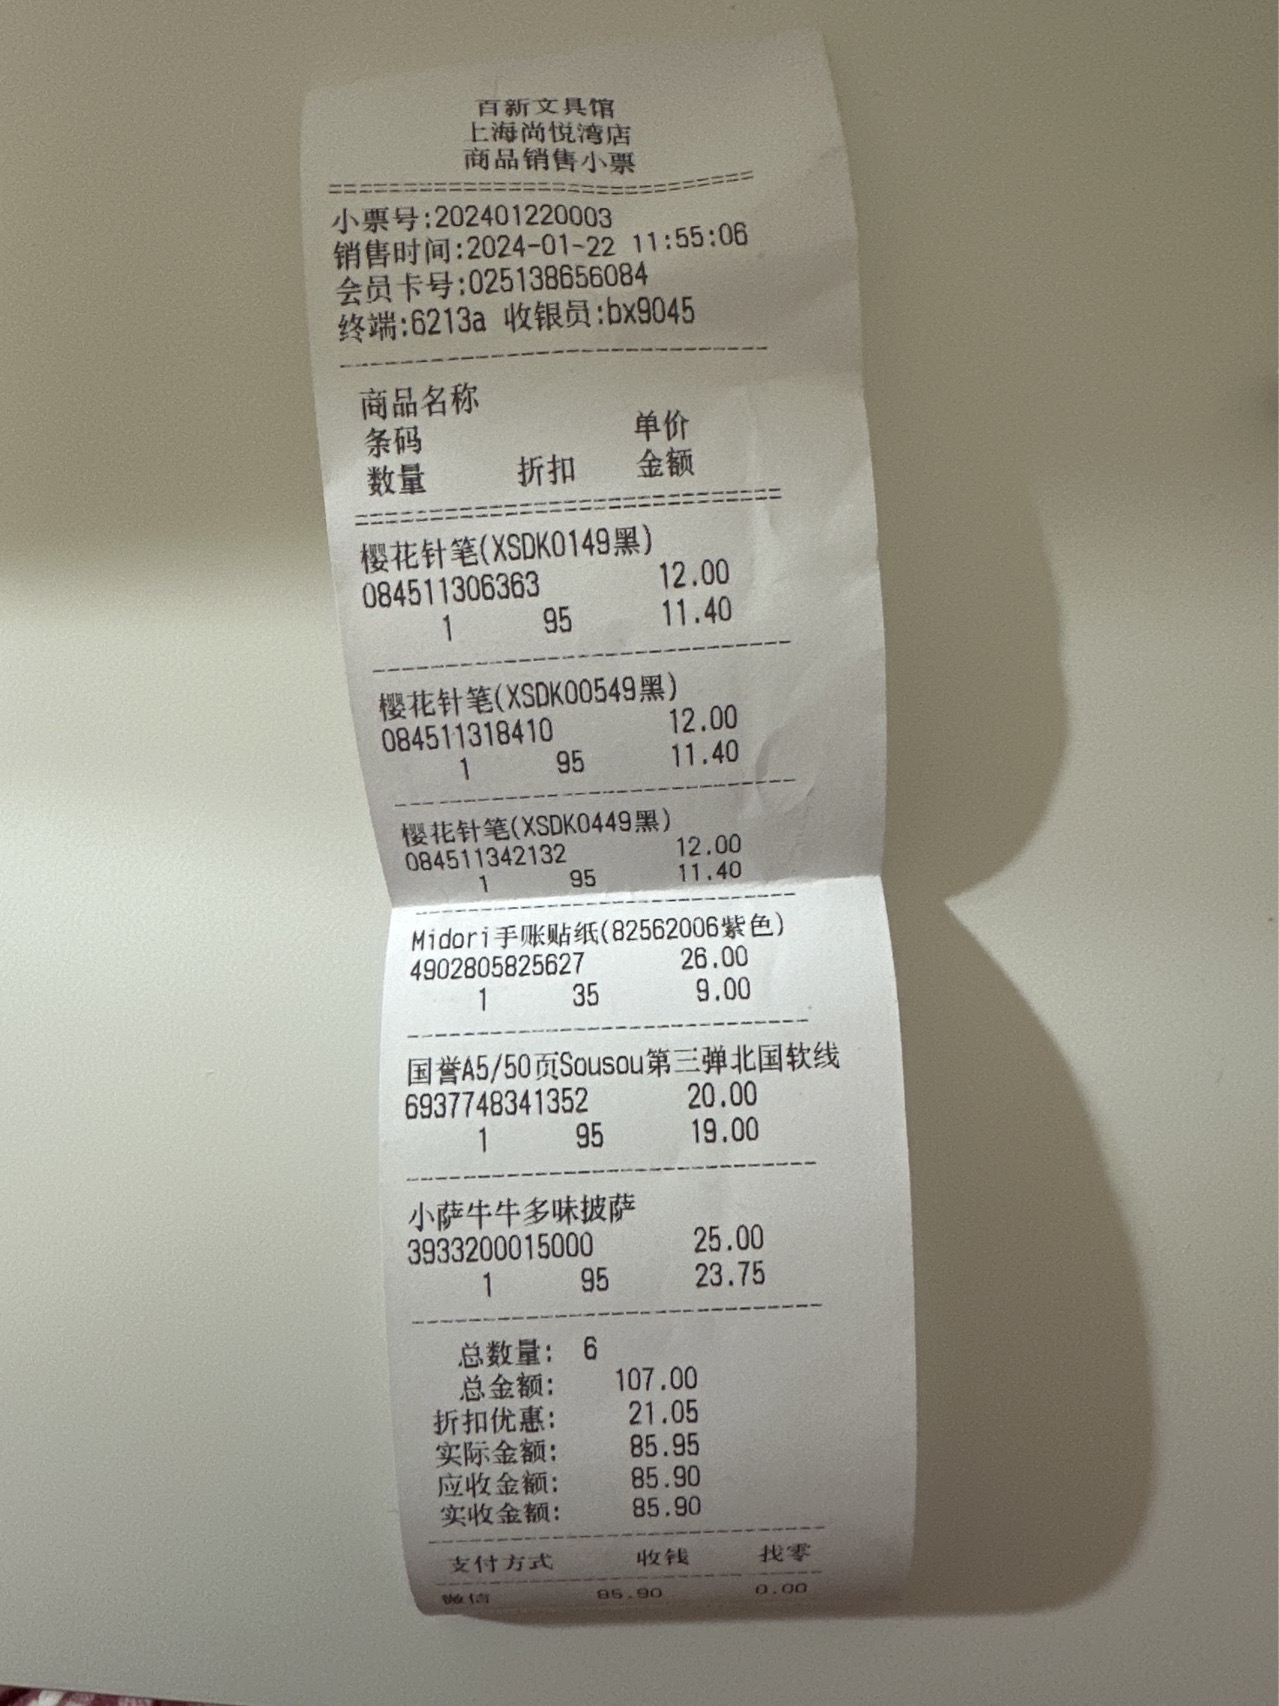 百新文具馆
上海尚悦湾店
商品销售小票
小票号:202401220003
销售时间:2024-01-22 11:55:06
会员卡号:025138656084
终端:6213a 收银员:bx9045
商品名称
条码 单价
数量 折扣 金额
樱花针笔(XSDK0149黑)
084511306363 12.00
1 95 11.40
樱花针笔(XSDK00549黑)
084511318410 12.00
1 95 11.40
樱花针笔(XSDK0449黑)
084511342132 12.00
1 95 11.40
Midori手账贴纸(82562006紫色)
4902805825627 26.00
1 35 9.00
国誉A5/50页Sousou第三弹北国软线
6937748341352 20.00
1 95 19.00
小萨牛牛多味披萨
3933200015000 25.00
1 95 23.75
总数量: 6
总金额: 107.00
折扣优惠: 21.05
实际金额: 85.95
应收金额: 85.90
实收金额: 85.90
支付方式 收钱 找零
微信 85.90 0.00